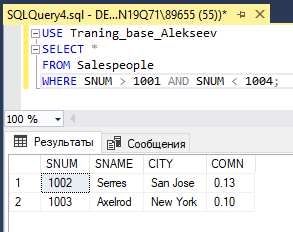 SQLQuery4.sql - DE...N19Q71\89655 (55))*
USE Traning_base_Alekseev
SELECT *
FROM Salespeople
WHERE SNUM > 1001 AND SNUM < 1004;
100 %
Результаты Сообщения
SNUM SNAME CITY COMN
1 1002 Serres San Jose 0.13
2 1003 Axelrod New York 0.10